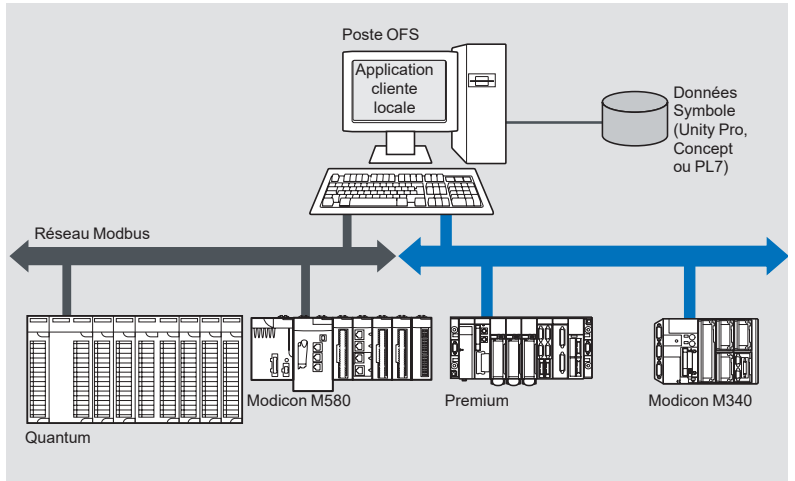 Poste OFS
Application
cliente
locale
Données
Symbole
(Unity Pro,
Concept
ou PL7)
Réseau Modbus
Quantum
Modicon M580
Premium
Modicon M340